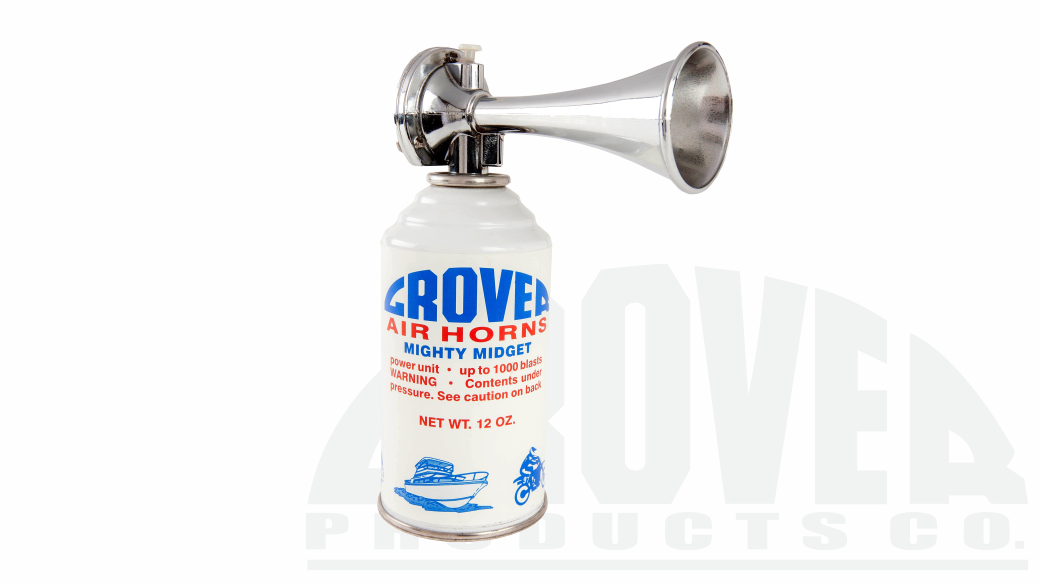 GROVER
AIR HORNS
MIGHTY MIDGET
power unit • up to 1000 blasts
WARNING • Contents under
pressure. See caution on back
NET WT. 12 OZ.
GROVER
PRODUCTS CO.